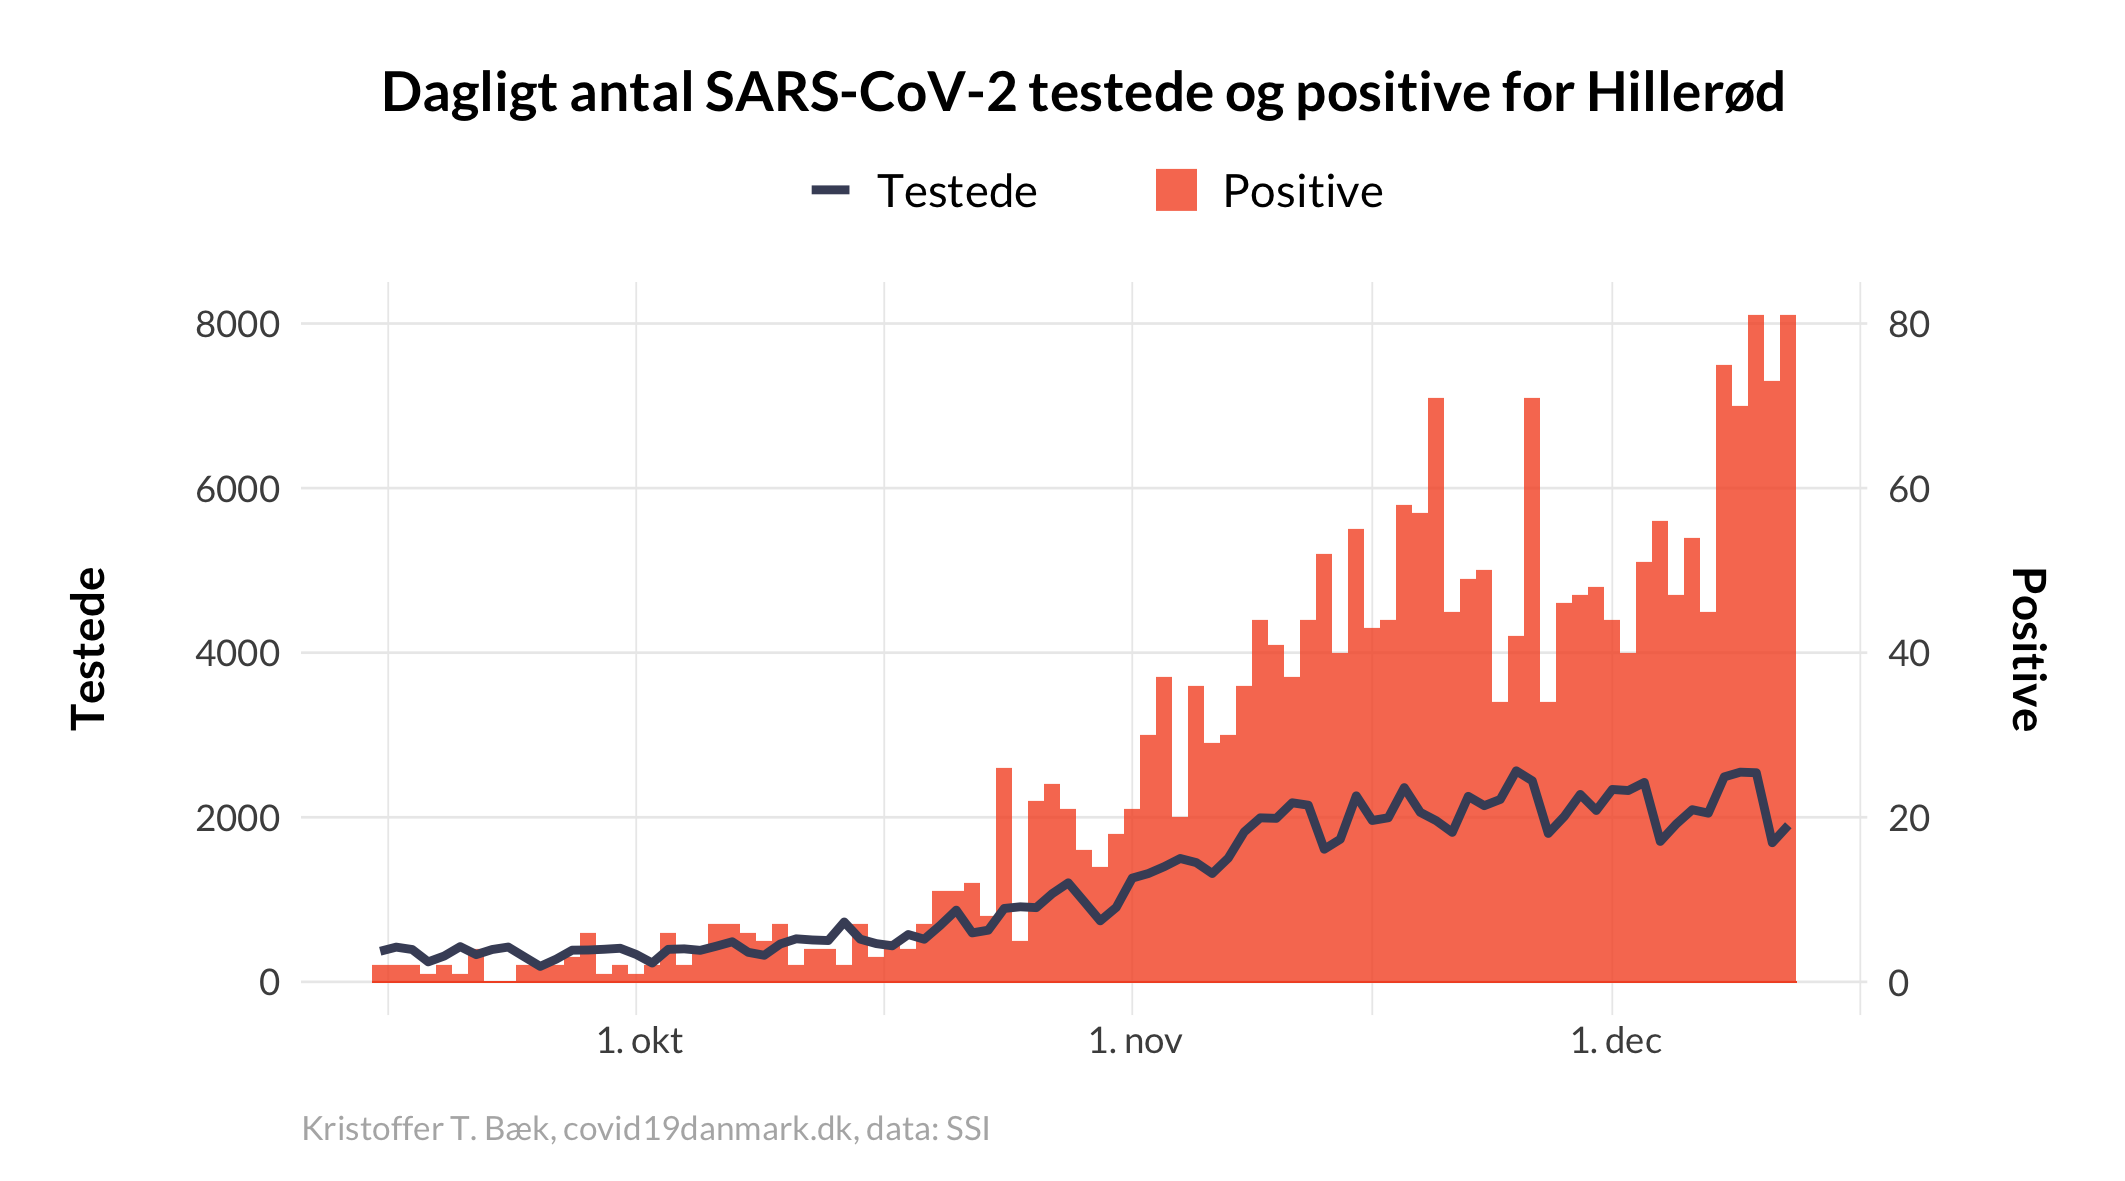 Dagligt antal SARS-CoV-2 testede og positive for Hillerød
Testede
Positive
8000
6000
4000
2000
0
80
60
40
20
0
Testede
Positive
1. okt
1. nov
1. dec
Kristoffer T. Bæk, covid19danmark.dk, data: SSI